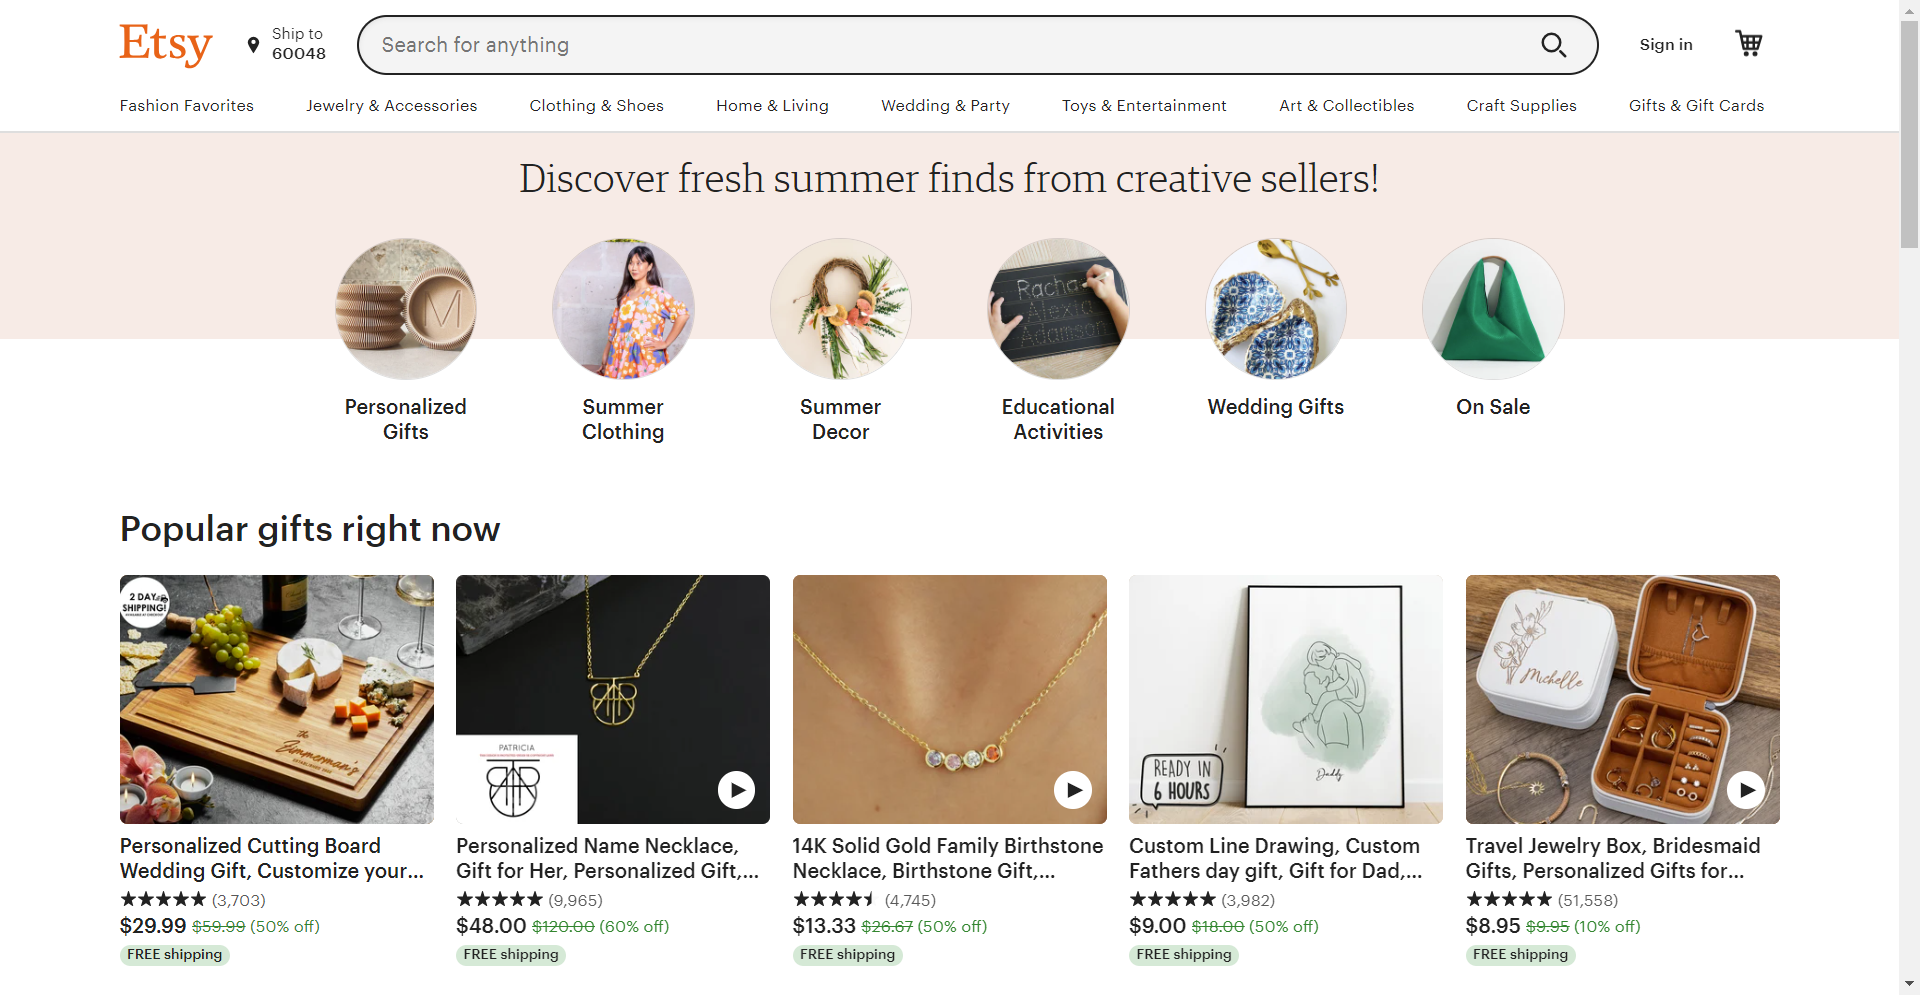 Etsy
Ship to
60048
Search for anything
Sign in
Fashion Favorites
Jewelry & Accessories
Clothing & Shoes
Home & Living
Wedding & Party
Toys & Entertainment
Art & Collectibles
Craft Supplies
Gifts & Gift Cards
Discover fresh summer finds from creative sellers!
M
Racha
Alexia
Adamson
Personalized
Gifts
Summer
Clothing
Summer
Decor
Educational
Activities
Wedding Gifts
On Sale
Popular gifts right now
2 DAY
SHIPPING!
the
Zimmerman's
PATRICIA
READY IN
6 HOURS
Daddy
Michelle
Personalized Cutting Board
Wedding Gift, Customize your...
(3,703)
$29.99 $59.99 (50% off)
FREE shipping
Personalized Name Necklace,
Gift for Her, Personalized Gift,...
(9,965)
$48.00 $120.00 (60% off)
FREE shipping
14K Solid Gold Family Birthstone
Necklace, Birthstone Gift,...
(4,745)
$13.33 $26.67 (50% off)
FREE shipping
Custom Line Drawing, Custom
Fathers day gift, Gift for Dad,...
(3,982)
$9.00 $18.00 (50% off)
FREE shipping
Travel Jewelry Box, Bridesmaid
Gifts, Personalized Gifts for...
(51,558)
$8.95 $9.95 (10% off)
FREE shipping